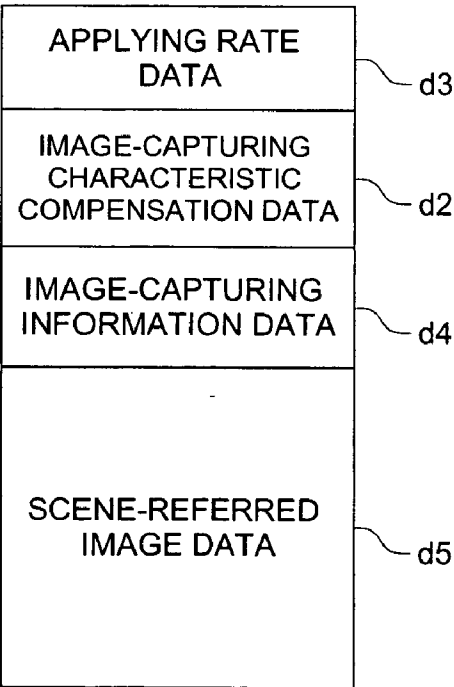 APPLYING RATE
DATA
d3
IMAGE-CAPTURING
CHARACTERISTIC
COMPENSATION DATA
d2
IMAGE-CAPTURING
INFORMATION DATA
d4
SCENE-REFERRED
IMAGE DATA
d5